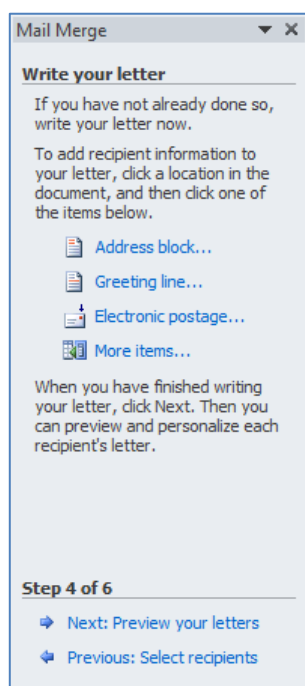 Mail Merge
Write your letter
If you have not already done so,
write your letter now.
To add recipient information to
your letter, click a location in the
document, and then click one of
the items below.
Address block...
Greeting line...
Electronic postage...
More items...
When you have finished writing
your letter, click Next. Then you
can preview and personalize each
recipient's letter.
Step 4 of 6
Next: Preview your letters
Previous: Select recipients